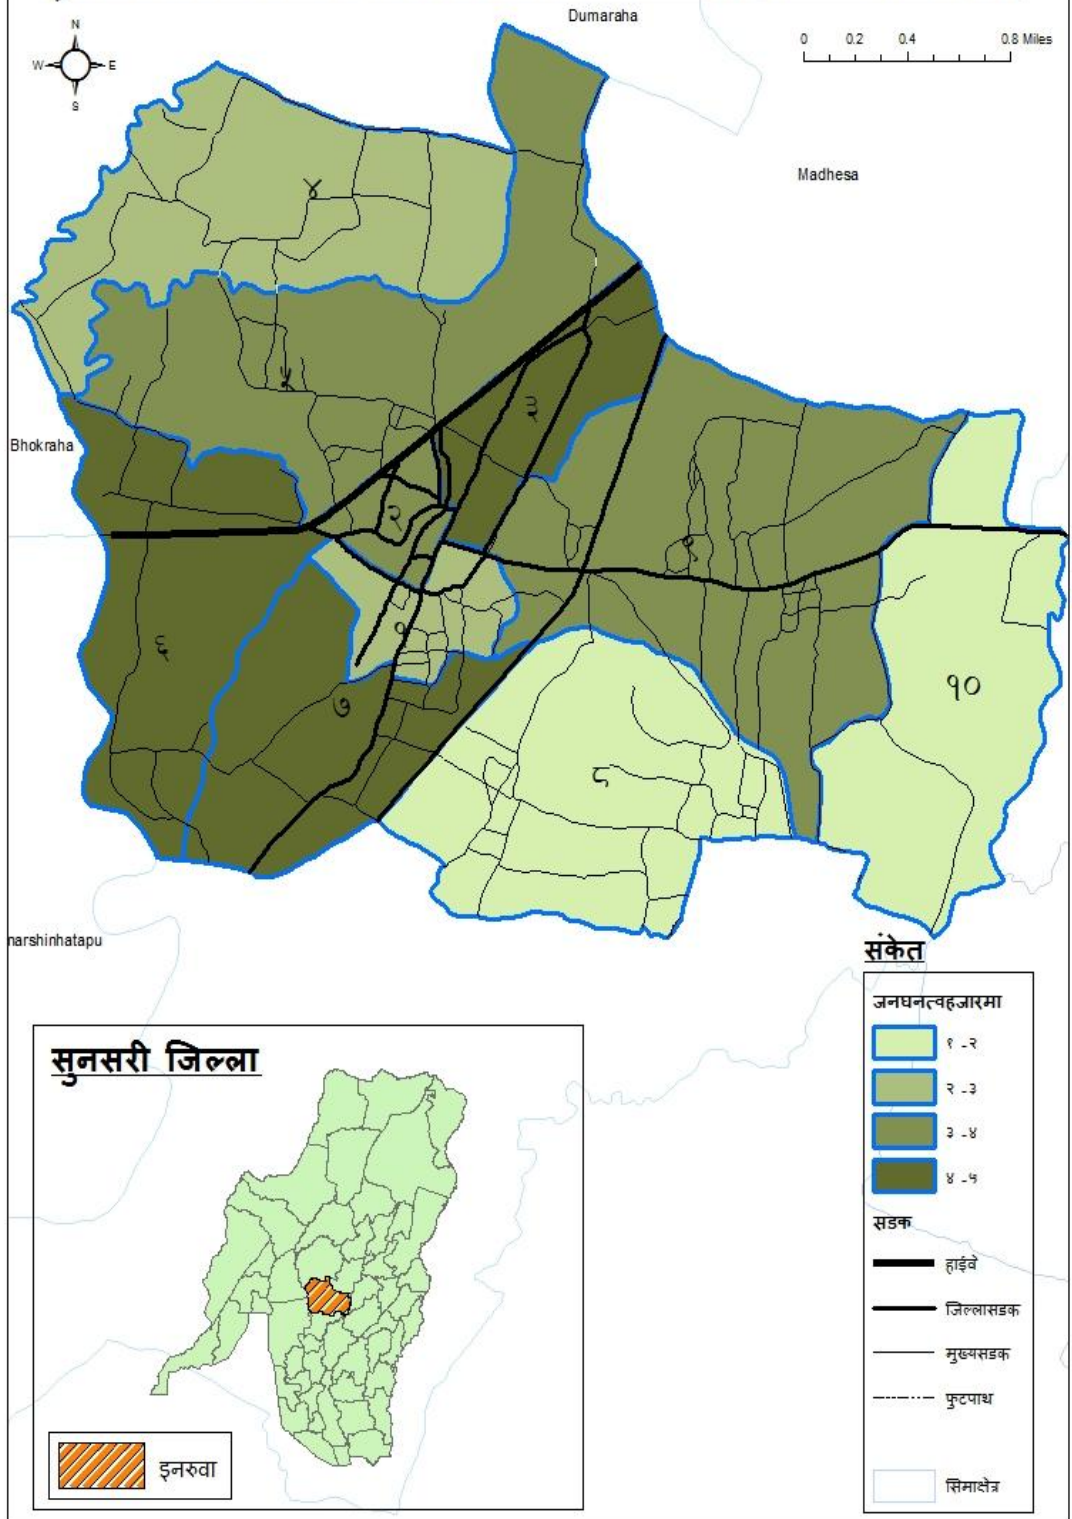 Dumaraha
N
W E
S
0 0.2 0.4 0.8 Miles
Madhesa
४
५
३
Bhokraha
२
९
१
६
७
१०
८
narshinhatapu
संकेत
जनघनत्वहजारमा
१ -२
२ -३
३ -४
४ -५
सडक
हाईवे
जिल्लासडक
मुख्यसडक
फुटपाथ
सिमाक्षेत्र
सुनसरी जिल्ला
इनरुवा